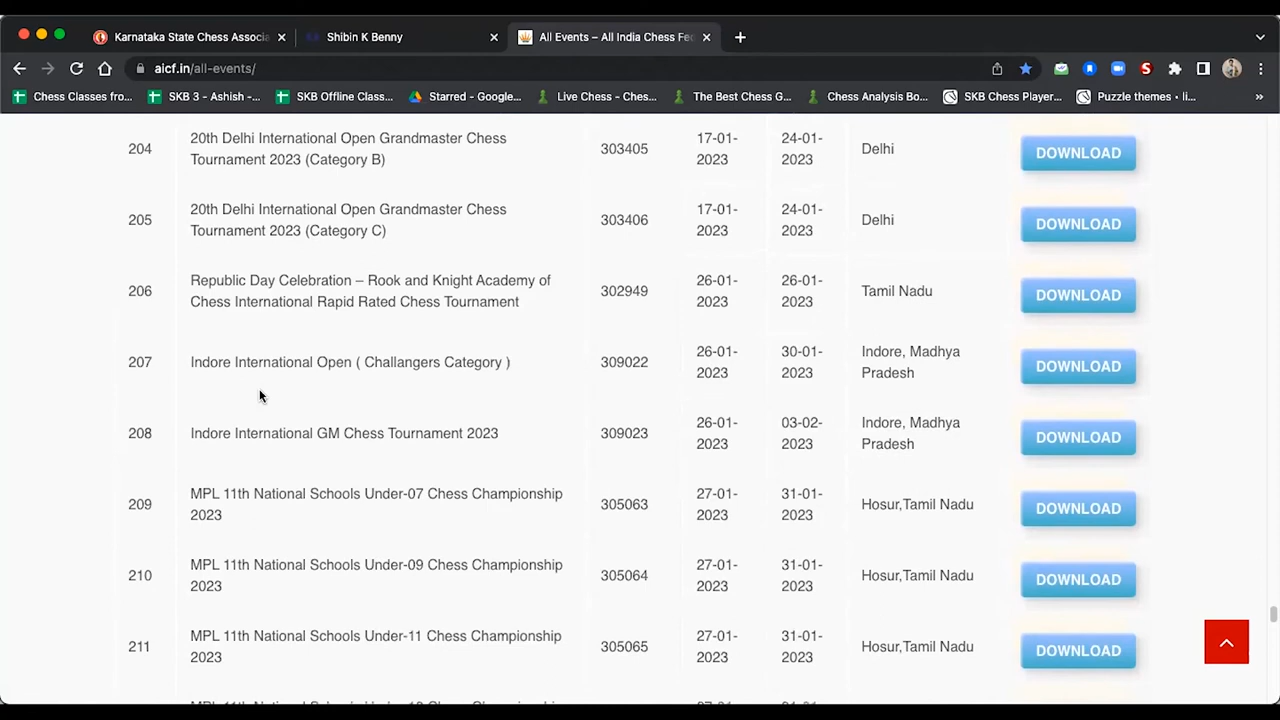 Karnataka State Chess Associa
Shibin K Benny
All Events – All India Chess Fe
aicf.in/all-events/
Chess Classes fro...
SKB 3 - Ashish -...
SKB Offline Class...
Starred - Google...
Live Chess - Ches...
The Best Chess G...
Chess Analysis Bo...
SKB Chess Player...
Puzzle themes • li...
»
204 20th Delhi International Open Grandmaster Chess 303405 17-01- 24-01- Delhi DOWNLOAD
Tournament 2023 (Category B) 2023 2023
205 20th Delhi International Open Grandmaster Chess 303406 17-01- 24-01- Delhi DOWNLOAD
Tournament 2023 (Category C) 2023 2023
206 Republic Day Celebration – Rook and Knight Academy of 302949 26-01- 26-01- Tamil Nadu DOWNLOAD
Chess International Rapid Rated Chess Tournament 2023 2023
207 Indore International Open ( Challangers Category ) 309022 26-01- 30-01- Indore, Madhya DOWNLOAD
2023 2023 Pradesh
208 Indore International GM Chess Tournament 2023 309023 26-01- 03-02- Indore, Madhya DOWNLOAD
2023 2023 Pradesh
209 MPL 11th National Schools Under-07 Chess Championship 305063 27-01- 31-01- Hosur,Tamil Nadu DOWNLOAD
2023 2023 2023
210 MPL 11th National Schools Under-09 Chess Championship 305064 27-01- 31-01- Hosur,Tamil Nadu DOWNLOAD
2023 2023 2023
211 MPL 11th National Schools Under-11 Chess Championship 305065 27-01- 31-01- Hosur,Tamil Nadu DOWNLOAD
2023 2023 2023